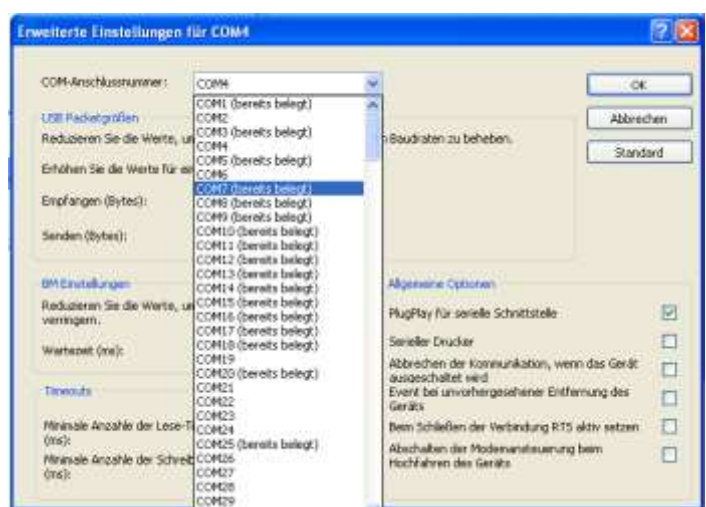 Erweiterte Einstellungen für COM4
COM-Anschlussnummer:
COM4
OK
Abbrechen
Standard
USB Packetgrößen
Reduzieren Sie die Werte, um
n Baudraten zu beheben.
Erhöhen Sie die Werte für
Empfangen (Bytes):
Senden (Bytes):
COM1 (bereits belegt)
COM2
COM3 (bereits belegt)
COM4
COM5 (bereits belegt)
COM6
COM7 (bereits belegt)
COM8 (bereits belegt)
COM9 (bereits belegt)
COM10 (bereits belegt)
COM11 (bereits belegt)
COM12 (bereits belegt)
COM13 (bereits belegt)
COM14 (bereits belegt)
COM15 (bereits belegt)
COM16 (bereits belegt)
COM17 (bereits belegt)
COM18 (bereits belegt)
COM19
COM20 (bereits belegt)
COM21
COM22
COM23
COM24
COM25 (bereits belegt)
COM26
COM27
COM28
COM29
BM Einstellungen
Reduzieren Sie die Werte, um
verringern.
Wartezeit (ms):
Timeouts
Minimale Anzahle der Lese-Ti
(ms):
Minimale Anzahle der Schreib
(ms):
Allgemeine Optionen
PlugPlay für serielle Schnittstelle
Serieller Drucker
Abbrechen der Kommunikation, wenn das Gerät
ausgeschaltet wird
Event bei unvorhergesehener Entfernung des
Geräts
Beim Schließen der Verbindung RTS aktiv setzen
Abschalten der Modemansteuerung beim
Hochfahren des Geräts